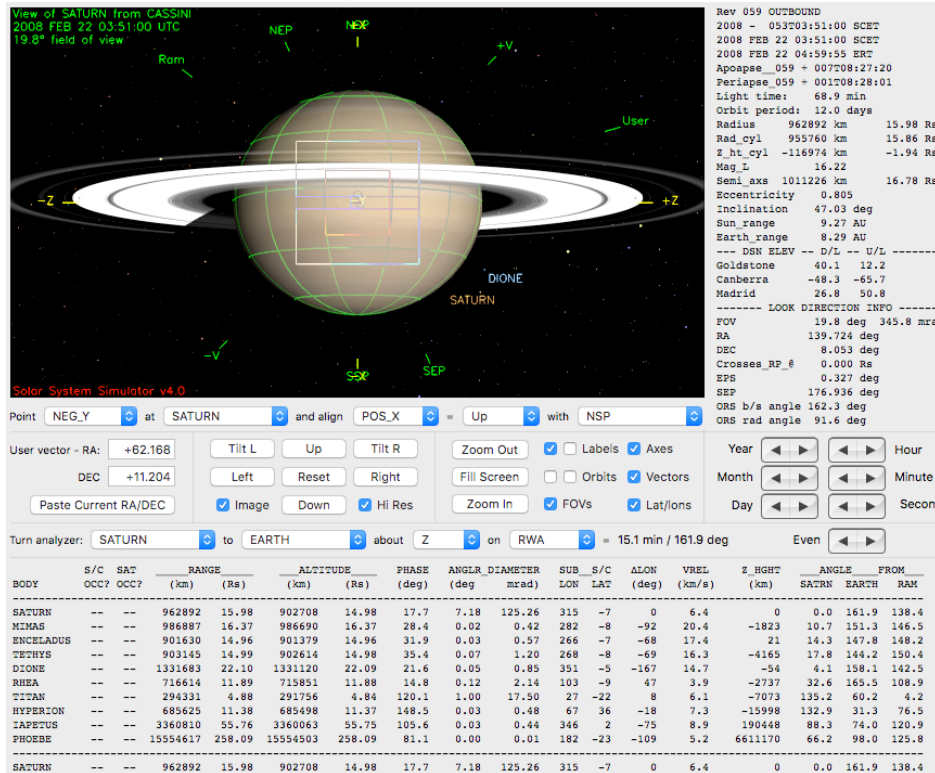 View of SATURN from CASSINI
2008 FEB 22 03:51:00 UTC
19.8° field of view
NEP
+V
Ram
User
-Z
-Y
+Z
DIONE
SATURN
-V
SEP
Solar System Simulator v4.0
Rev 059 OUTBOUND
2008 - 053T03:51:00 SCET
2008 FEB 22 03:51:00 SCET
2008 FEB 22 04:59:55 ERT
Apoapse__059 + 007T08:27:20
Periapse_059 + 001T08:28:01
Light time: 68.9 min
Orbit period: 12.0 days
Radius 962892 km 15.98 Rs
Rad_cyl 955760 km 15.86 Rs
Z_ht_cyl -116974 km -1.94 Rs
Mag_L 16.22
Semi_axs 1011226 km 16.78 Rs
Eccentricity 0.805
Inclination 47.03 deg
Sun_range 9.27 AU
Earth_range 8.29 AU
--- DSN ELEV -- D/L -- U/L -------
Goldstone 40.1 12.2
Canberra -48.3 -65.7
Madrid 26.8 50.8
------- LOOK DIRECTION INFO -------
FOV 19.8 deg 345.8 mra
RA 139.724 deg
DEC 8.053 deg
Crosses_RP_@ 0.000 Rs
EPS 0.327 deg
SEP 176.936 deg
ORS b/s angle 162.3 deg
ORS rad angle 91.6 deg
Point NEG_Y at SATURN and align POS_X = Up with NSP
User vector - RA: +62.168 Tilt L Up Tilt R Zoom Out Labels Axes Year Hour
DEC +11.204 Left Reset Right Fill Screen Orbits Vectors Month Minute
Paste Current RA/DEC Image Down Hi Res Zoom In FOVs Lat/lons Day Secon
Turn analyzer: SATURN to EARTH about Z on RWA = 15.1 min / 161.9 deg Even
S/C SAT ____RANGE____ ___ALTITUDE___ PHASE ANGLR_DIAMETER SUB__S/C ΔLON VREL Z_HGHT ___ANGLE__FROM___
BODY OCC? OCC? (km) (Rs) (km) (Rs) (deg) (deg mrad) LON LAT (deg) (km/s) (km) SATRN EARTH RAM
SATURN -- -- 962892 15.98 902708 14.98 17.7 7.18 125.26 315 -7 0 6.4 0 0.0 161.9 138.4
MIMAS -- -- 986887 16.37 986690 16.37 28.4 0.02 0.42 282 -8 -92 20.4 -1823 10.7 151.3 146.5
ENCELADUS -- -- 901630 14.96 901379 14.96 31.9 0.03 0.57 266 -7 -68 17.4 21 14.3 147.8 148.2
TETHYS -- -- 903145 14.99 902614 14.98 35.4 0.07 1.20 268 -8 -69 16.3 -4165 17.8 144.2 150.4
DIONE -- -- 1331683 22.10 1331120 22.09 21.6 0.05 0.85 351 -5 -167 14.7 -54 4.1 158.1 142.5
RHEA -- -- 716614 11.89 715851 11.88 14.8 0.12 2.14 103 -9 47 3.9 -2737 32.6 165.5 108.9
TITAN -- -- 294331 4.88 291756 4.84 120.1 1.00 17.50 27 -22 8 6.1 -7073 135.2 60.2 4.2
HYPERION -- -- 685625 11.38 685498 11.37 148.5 0.03 0.48 67 36 -18 7.3 -15998 132.9 31.3 76.5
IAPETUS -- -- 3360810 55.76 3360063 55.75 105.6 0.03 0.44 346 2 -75 8.9 190448 88.3 74.0 120.9
PHOEBE -- -- 15554617 258.09 15554503 258.09 81.1 0.00 0.01 182 -23 -109 5.2 6611170 66.2 98.0 125.8
SATURN -- -- 962892 15.98 902708 14.98 17.7 7.18 125.26 315 -7 0 6.4 0 0.0 161.9 138.4